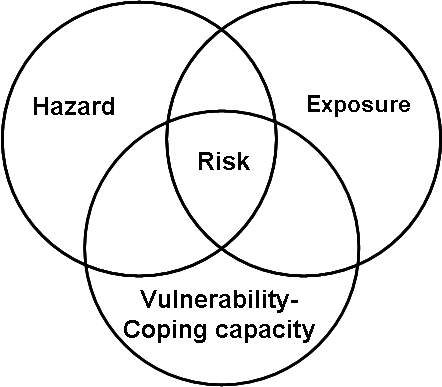 Hazard
Exposure
Risk
Vulnerability-
Coping capacity